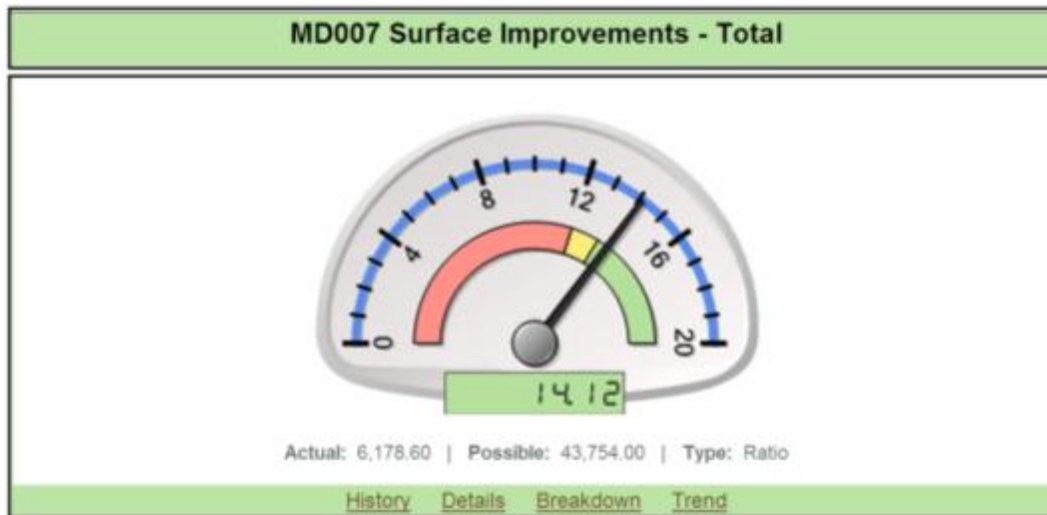 MD007 Surface Improvements - Total
0
4
8
12
16
20
14.12
Actual: 6,178.60 | Possible: 43,754.00 | Type: Ratio
History Details Breakdown Trend